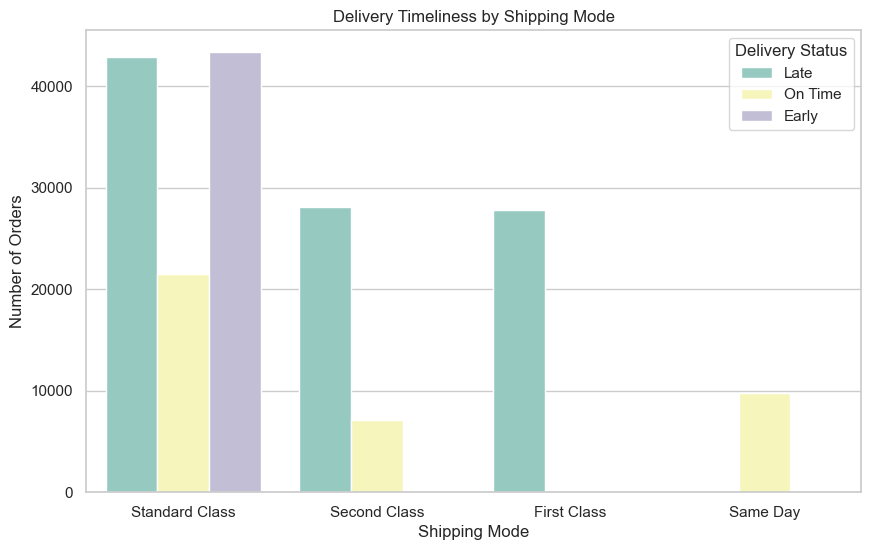 Delivery Timeliness by Shipping Mode
Delivery Status
Late
On Time
Early
Number of Orders
40000
30000
20000
10000
0
Standard Class
Second Class
First Class
Same Day
Shipping Mode